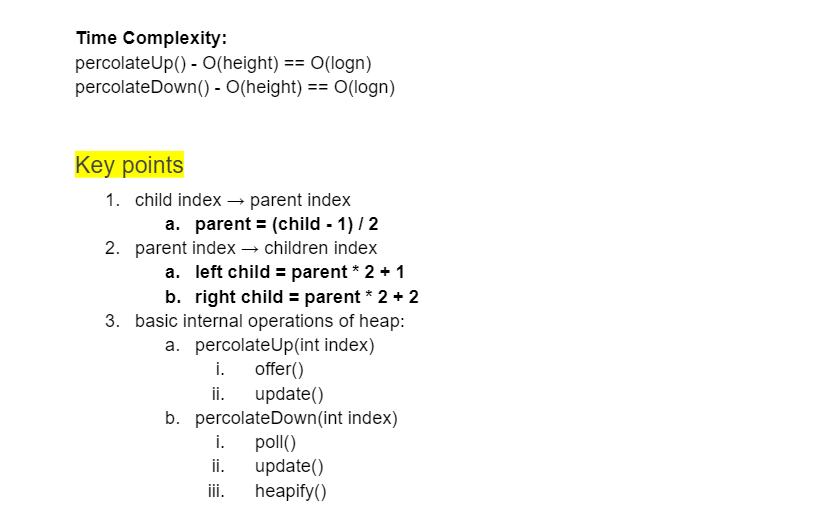 Time Complexity:
percolateUp() - O(height) == O(logn)
percolateDown() - O(height) == O(logn)
Key points
1. child index → parent index
a. parent = (child - 1) / 2
2. parent index → children index
a. left child = parent * 2 + 1
b. right child = parent * 2 + 2
3. basic internal operations of heap:
a. percolateUp(int index)
i. offer()
ii. update()
b. percolateDown(int index)
i. poll()
ii. update()
iii. heapify()